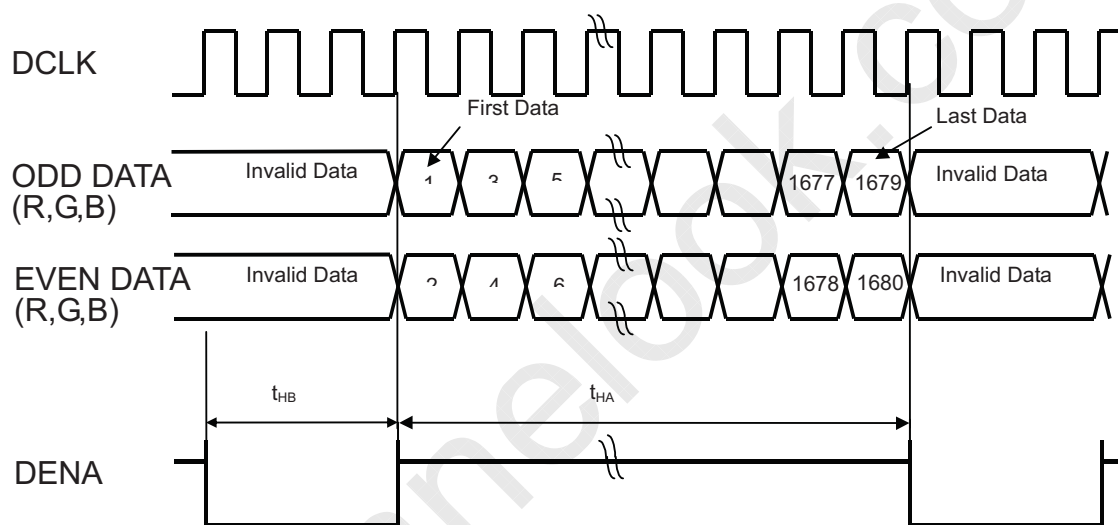 DCLK
First Data
Last Data
ODD DATA
(R,G,B)
Invalid Data
1
3
5
1677
1679
Invalid Data
EVEN DATA
(R,G,B)
Invalid Data
2
4
6
1678
1680
Invalid Data
tHB
tHA
DENA